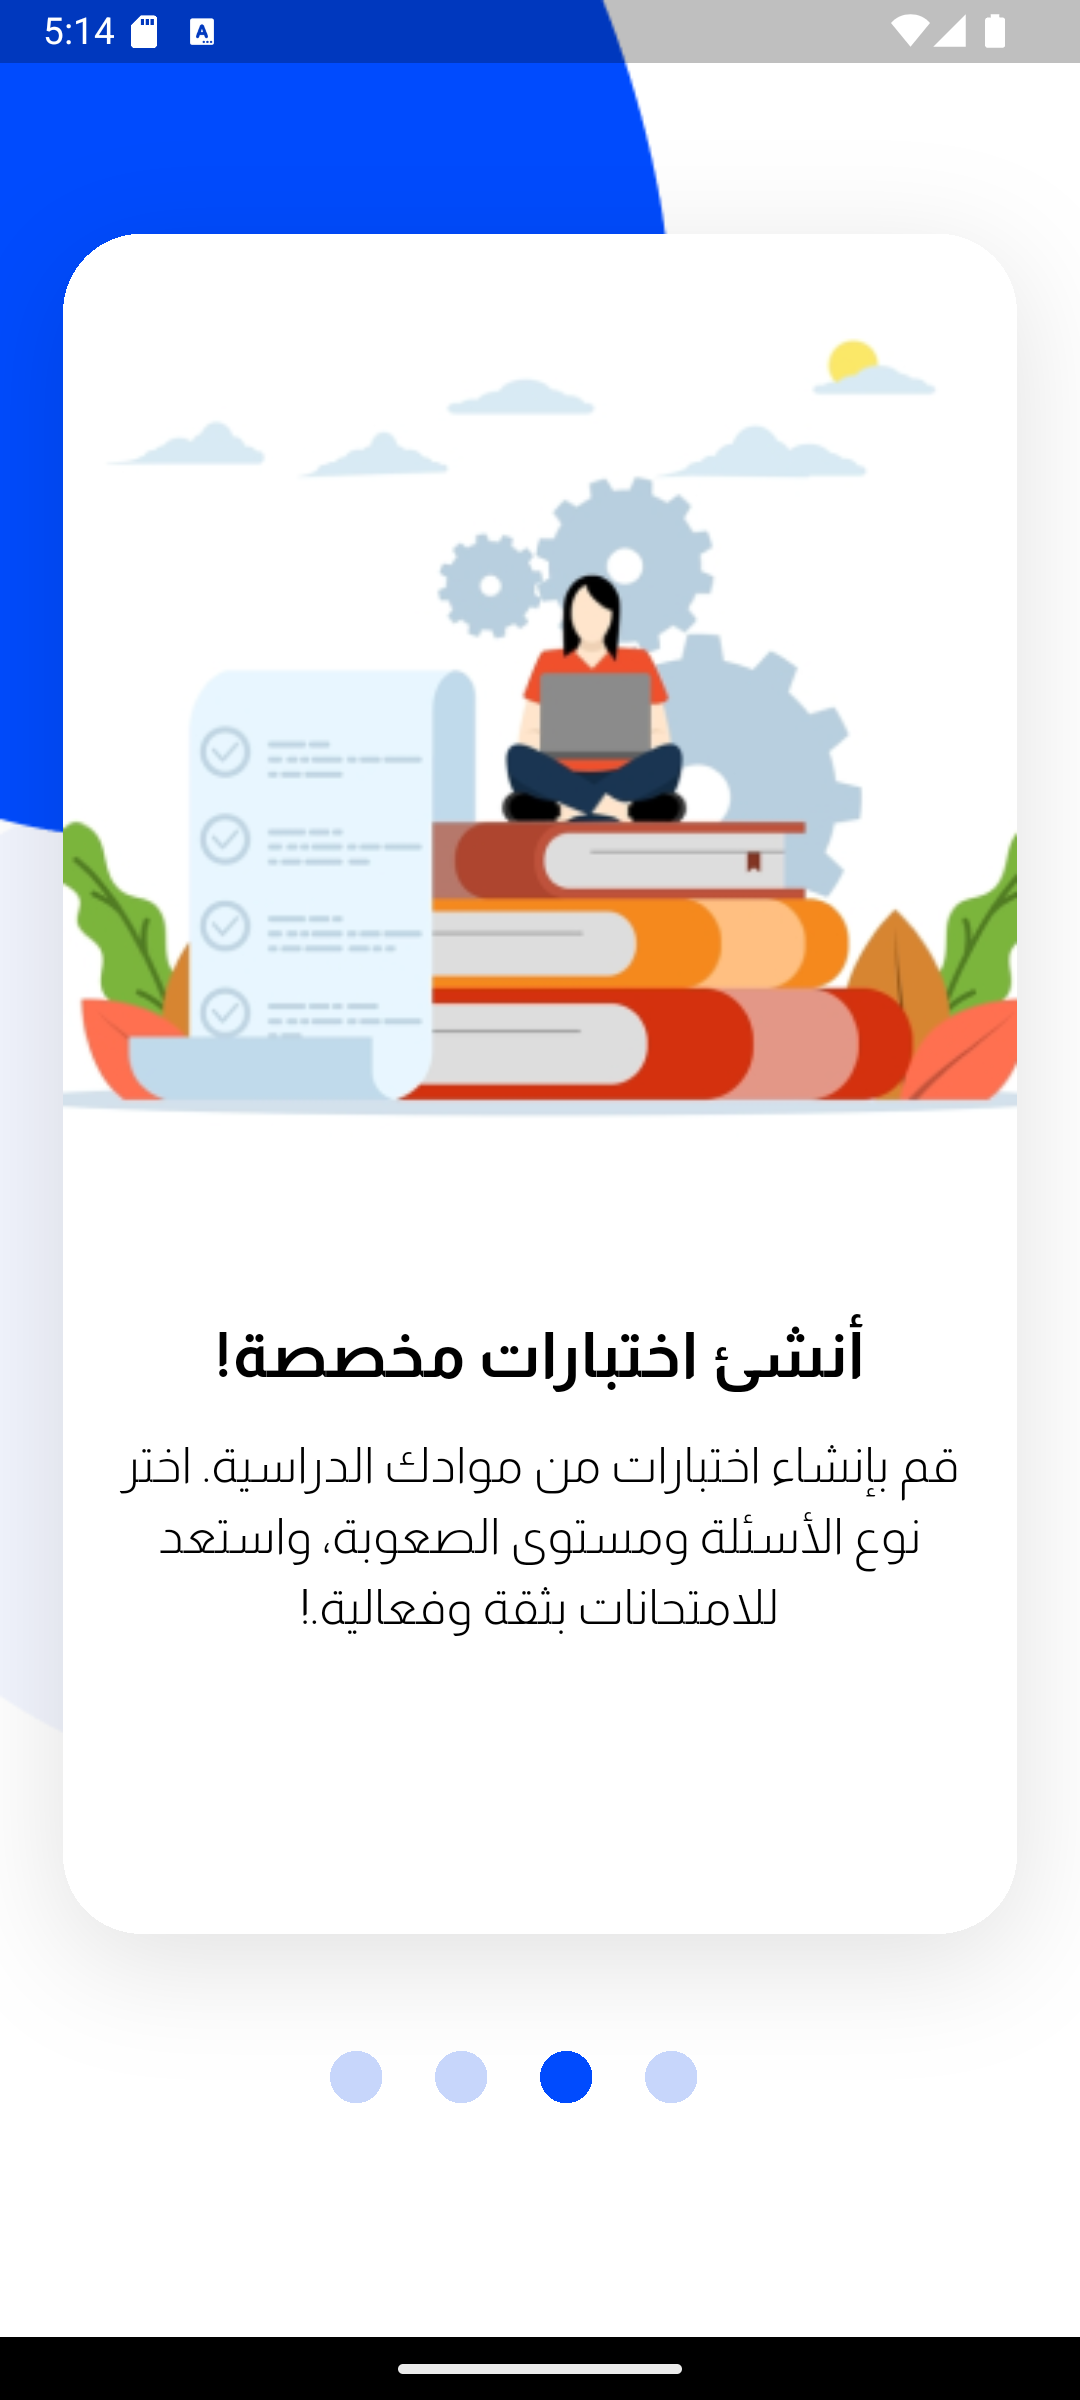 5:14
أنشئ اختبارات مخصصة!
قم بإنشاء اختبارات من موادك الدراسية. اختر
نوع الأسئلة ومستوى الصعوبة، واستعد
للامتحانات بثقة وفعالية.!